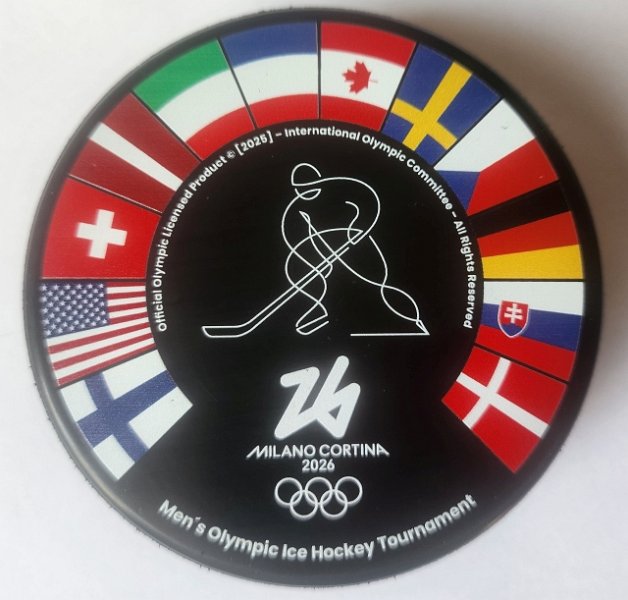 Official Olympic Licensed Product © [2025] – International Olympic Committee – All Rights Reserved
26
MILANO CORTINA
2026
Men´s Olympic Ice Hockey Tournament